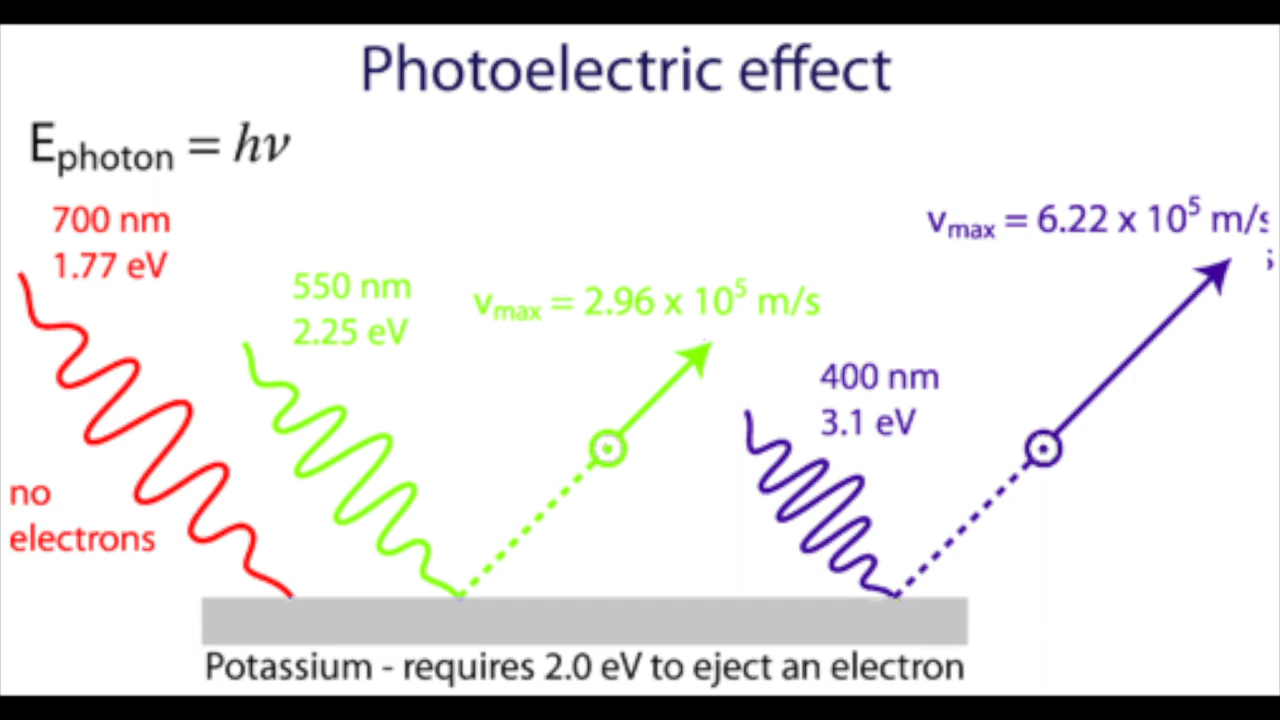 Photoelectric effect
Ephoton = hν
700 nm
1.77 eV
no
electrons
550 nm
2.25 eV
vmax = 2.96 x 10⁵ m/s
400 nm
3.1 eV
vmax = 6.22 x 10⁵ m/s
Potassium - requires 2.0 eV to eject an electron